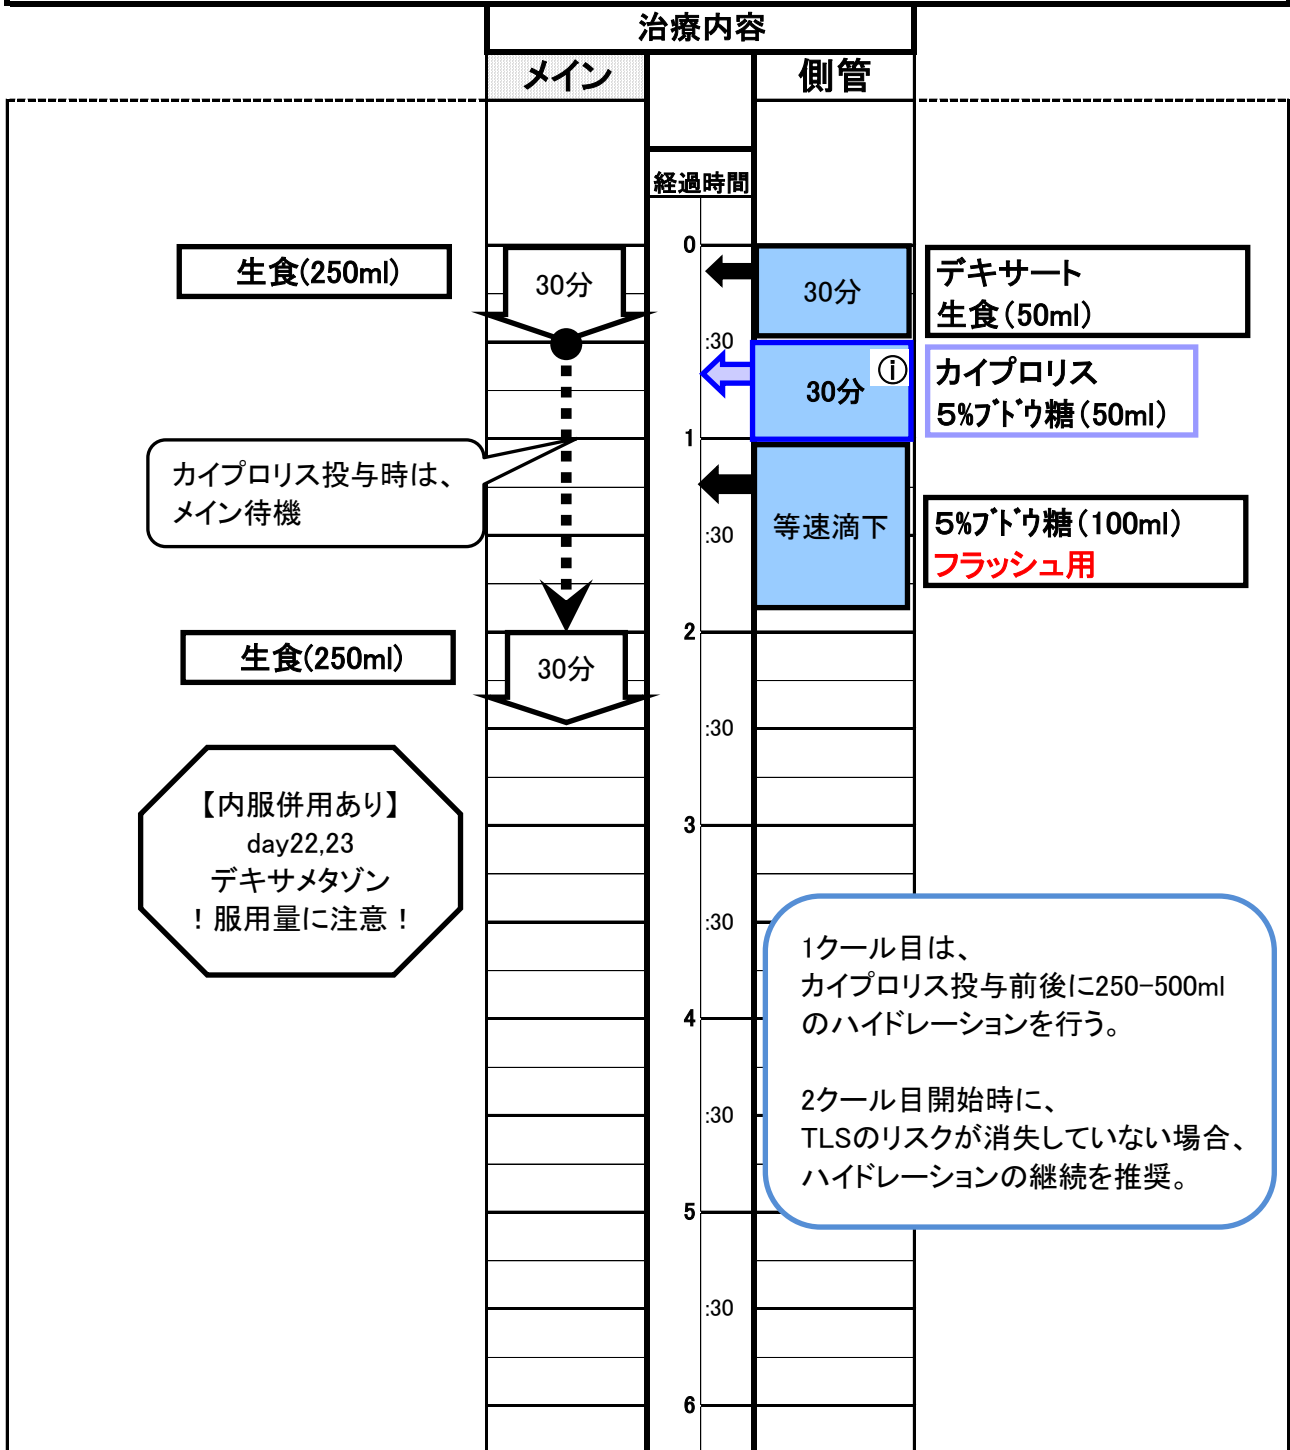 治療内容
メイン
側管
経過時間
0
生食(250ml)
30分
30分
デキサート
生食(50ml)
:30
30分
ⓘ
カイプロリス
5%ﾌﾞﾄﾞｳ糖(50ml)
1
カイプロリス投与時は、
メイン待機
:30
等速滴下
5%ﾌﾞﾄﾞｳ糖(100ml)
フラッシュ用
2
生食(250ml)
30分
:30
【内服併用あり】
day22,23
デキサメタゾン
！服用量に注意！
3
:30
1クール目は、
カイプロリス投与前後に250-500ml
のハイドレーションを行う。
4
2クール目開始時に、
TLSのリスクが消失していない場合、
ハイドレーションの継続を推奨。
:30
5
:30
6